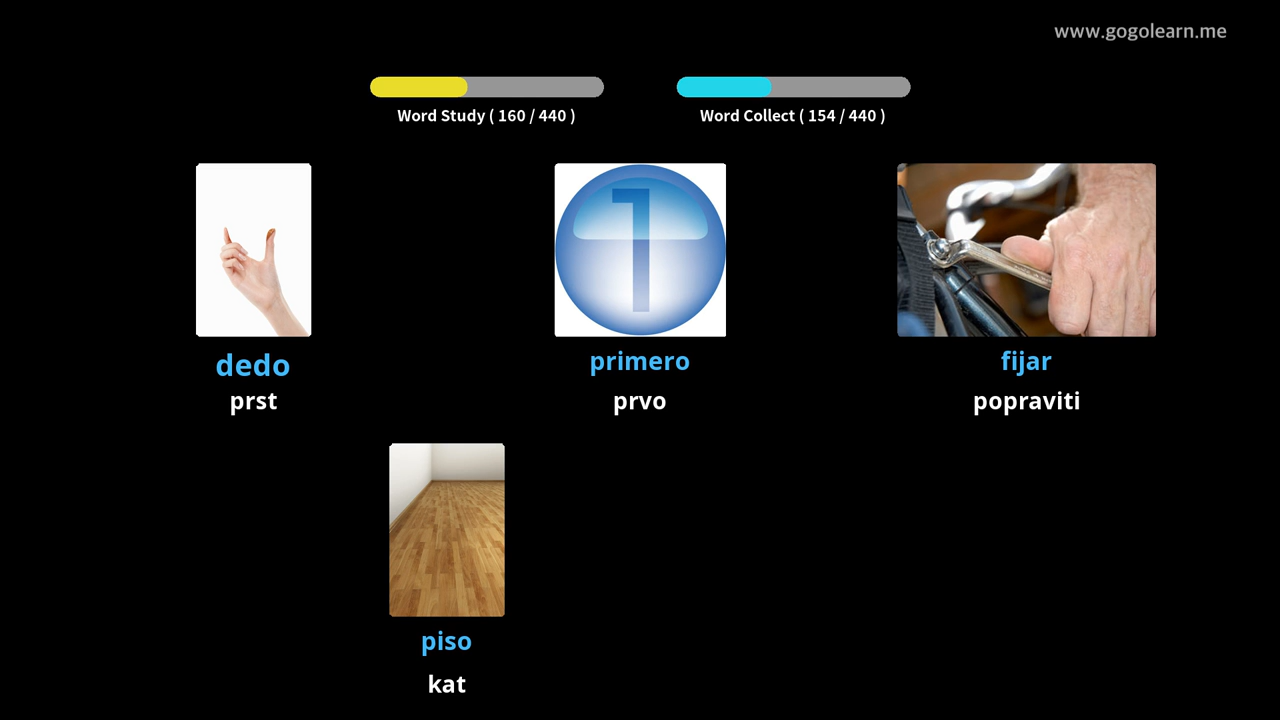 www.gogolearn.me
Word Study ( 160 / 440 )
Word Collect ( 154 / 440 )
1
dedo
prst
primero
prvo
fijar
popraviti
piso
kat